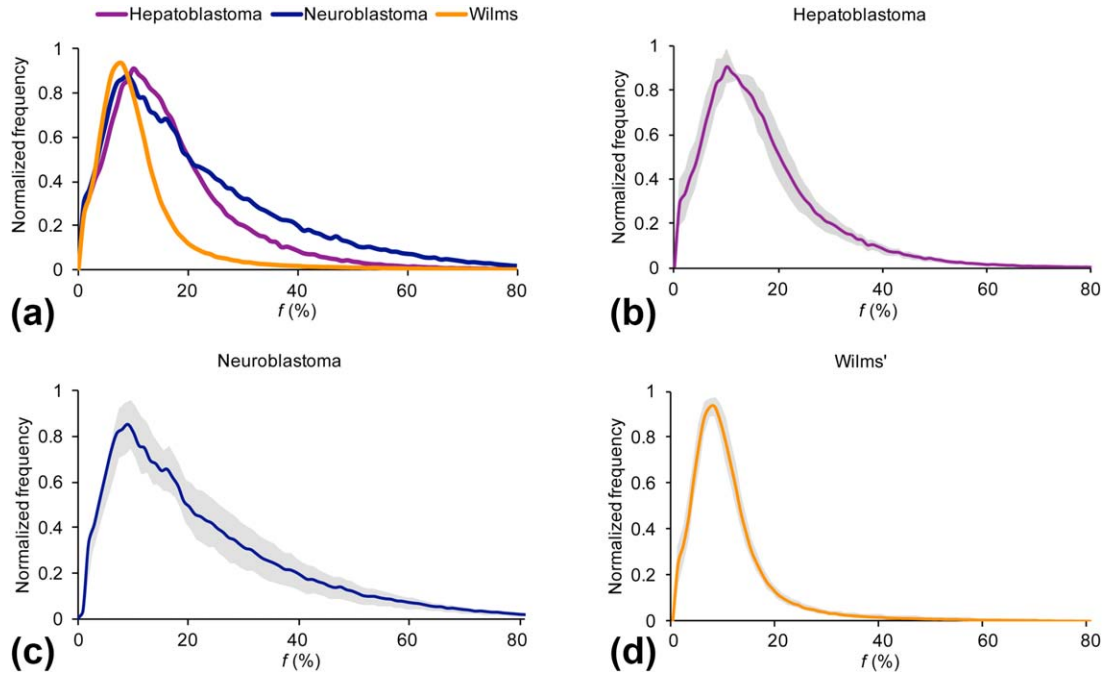 Hepatoblastoma Neuroblastoma Wilms
Normalized frequency
1
0.8
0.6
0.4
0.2
0
0 20 40 60 80
f (%)
(a)
Hepatoblastoma
Normalized frequency
1
0.8
0.6
0.4
0.2
0
0 20 40 60 80
f (%)
(b)
Neuroblastoma
Normalized frequency
1
0.8
0.6
0.4
0.2
0
0 20 40 60 80
f (%)
(c)
Wilms'
Normalized frequency
1
0.8
0.6
0.4
0.2
0
0 20 40 60 80
f (%)
(d)